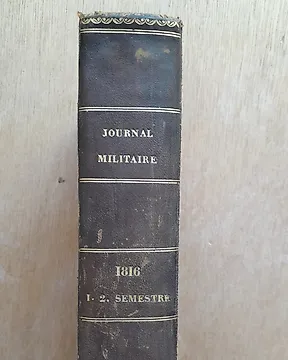 JOURNAL
MILITAIRE
1816
1. 2. SEMESTRE